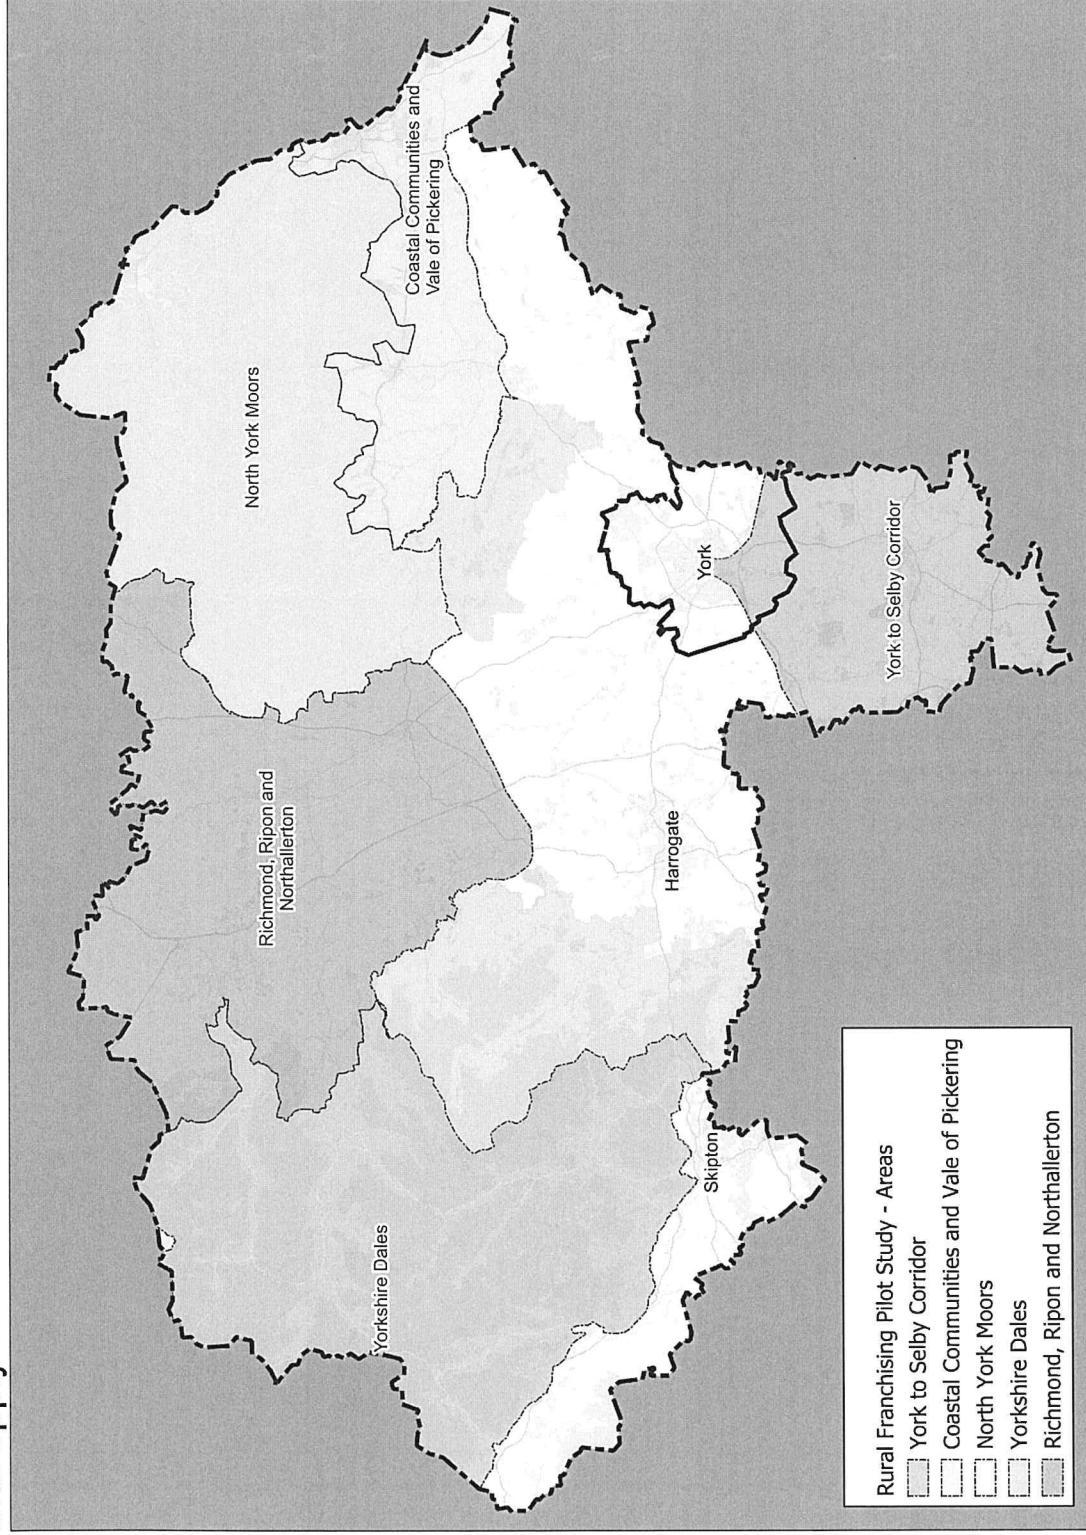 North York Moors
Coastal Communities and
Vale of Pickering
Richmond, Ripon and
Northallerton
Yorkshire Dales
York
York to Selby Corridor
Harrogate
Skipton
Rural Franchising Pilot Study - Areas
York to Selby Corridor
Coastal Communities and Vale of Pickering
North York Moors
Yorkshire Dales
Richmond, Ripon and Northallerton